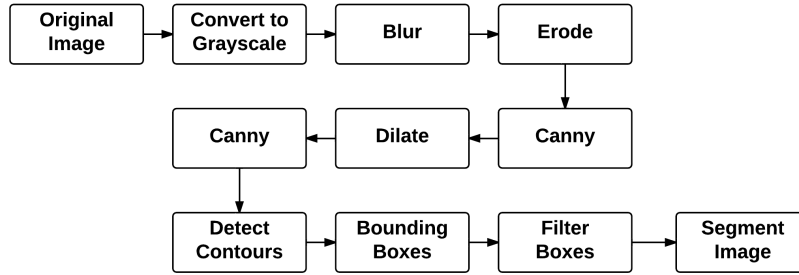 Original
Image
Convert to
Grayscale
Blur
Erode
Canny
Dilate
Canny
Detect
Contours
Bounding
Boxes
Filter
Boxes
Segment
Image